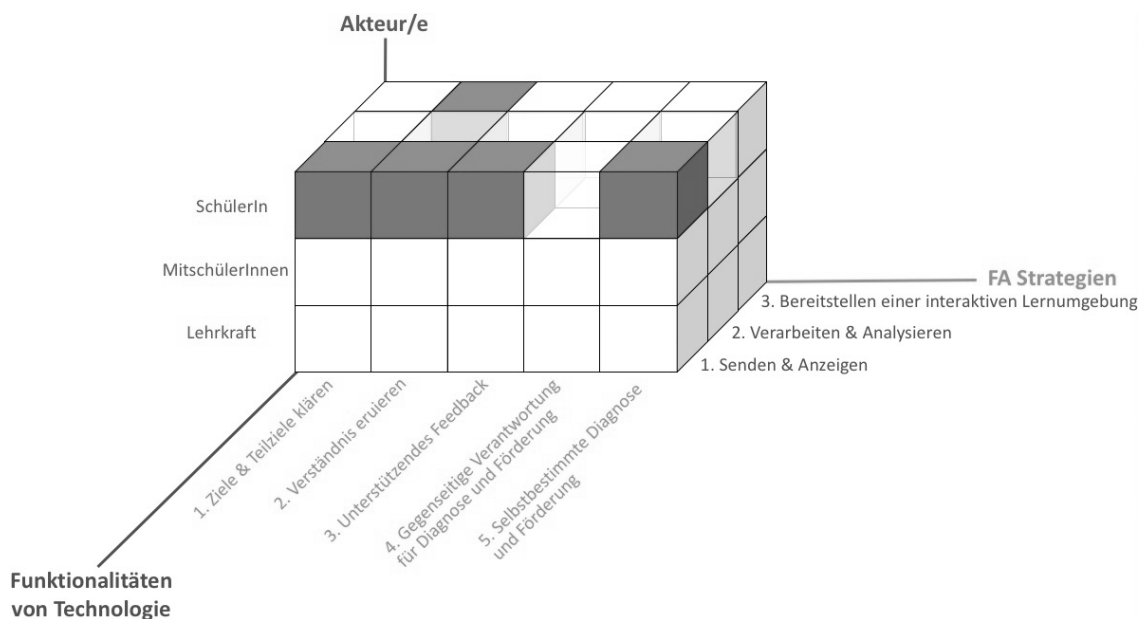 Akteur/e
SchülerIn
MitschülerInnen
Lehrkraft
FA Strategien
3. Bereitstellen einer interaktiven Lernumgebung
2. Verarbeiten & Analysieren
1. Senden & Anzeigen
1. Ziele & Teilziele klären
2. Verständnis eruieren
3. Unterstützendes Feedback
4. Gegenseitige Verantwortung
für Diagnose und Förderung
5. Selbstbestimmte Diagnose
und Förderung
Funktionalitäten
von Technologie